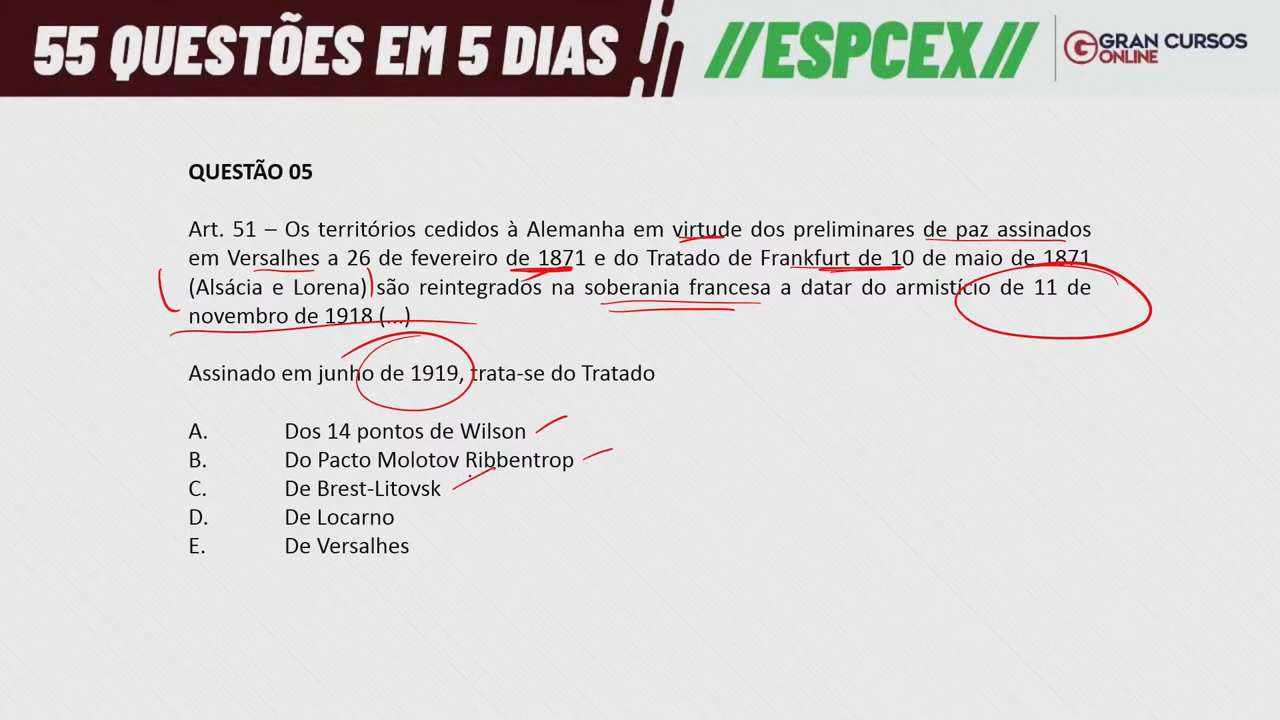 55 QUESTÕES EM 5 DIAS
//ESPCEX//
GRAN CURSOS
ONLINE
QUESTÃO 05
Art. 51 – Os territórios cedidos à Alemanha em virtude dos preliminares de paz assinados
em Versalhes a 26 de fevereiro de 1871 e do Tratado de Frankfurt de 10 de maio de 1871
(Alsácia e Lorena) são reintegrados na soberania francesa a datar do armistício de 11 de
novembro de 1918 (...)
Assinado em junho de 1919, trata-se do Tratado
A. Dos 14 pontos de Wilson
B. Do Pacto Molotov Ribbentrop
C. De Brest-Litovsk
D. De Locarno
E. De Versalhes